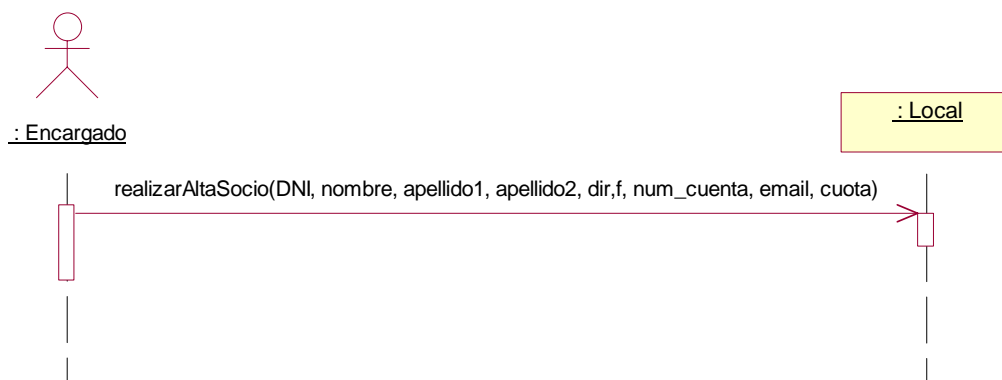 : Encargado
: Local
realizarAltaSocio(DNI, nombre, apellido1, apellido2, dir,f, num_cuenta, email, cuota)